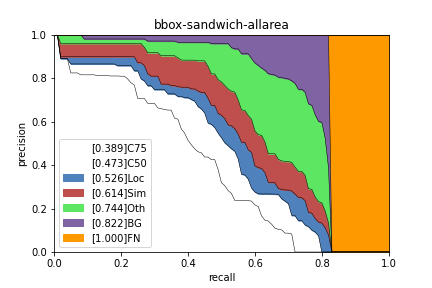 bbox-sandwich-allarea
1.0
0.8
0.6
0.4
0.2
0.0
precision
[0.389]C75
[0.473]C50
[0.526]Loc
[0.614]Sim
[0.744]Oth
[0.822]BG
[1.000]FN
0.0 0.2 0.4 0.6 0.8 1.0
recall